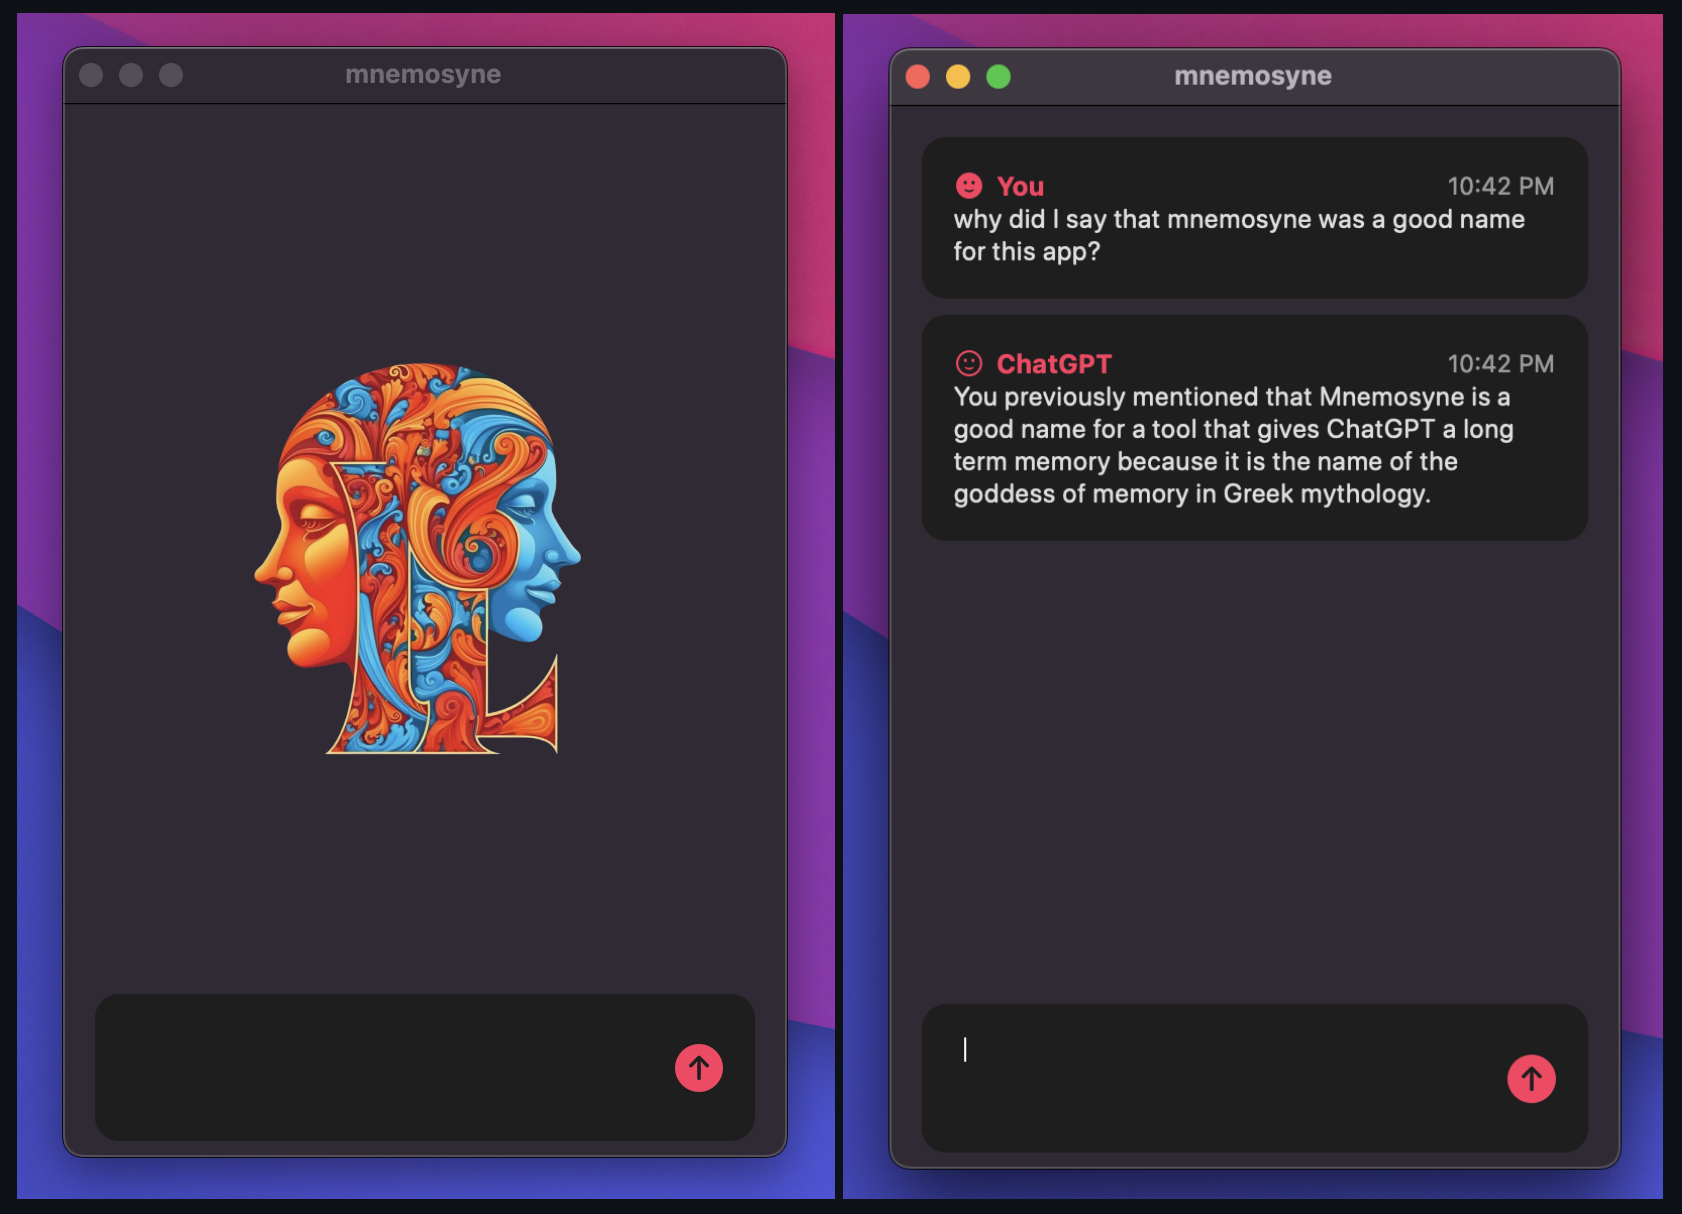 mnemosyne
mnemosyne
You
10:42 PM
why did I say that mnemosyne was a good name
for this app?
ChatGPT
10:42 PM
You previously mentioned that Mnemosyne is a
good name for a tool that gives ChatGPT a long
term memory because it is the name of the
goddess of memory in Greek mythology.